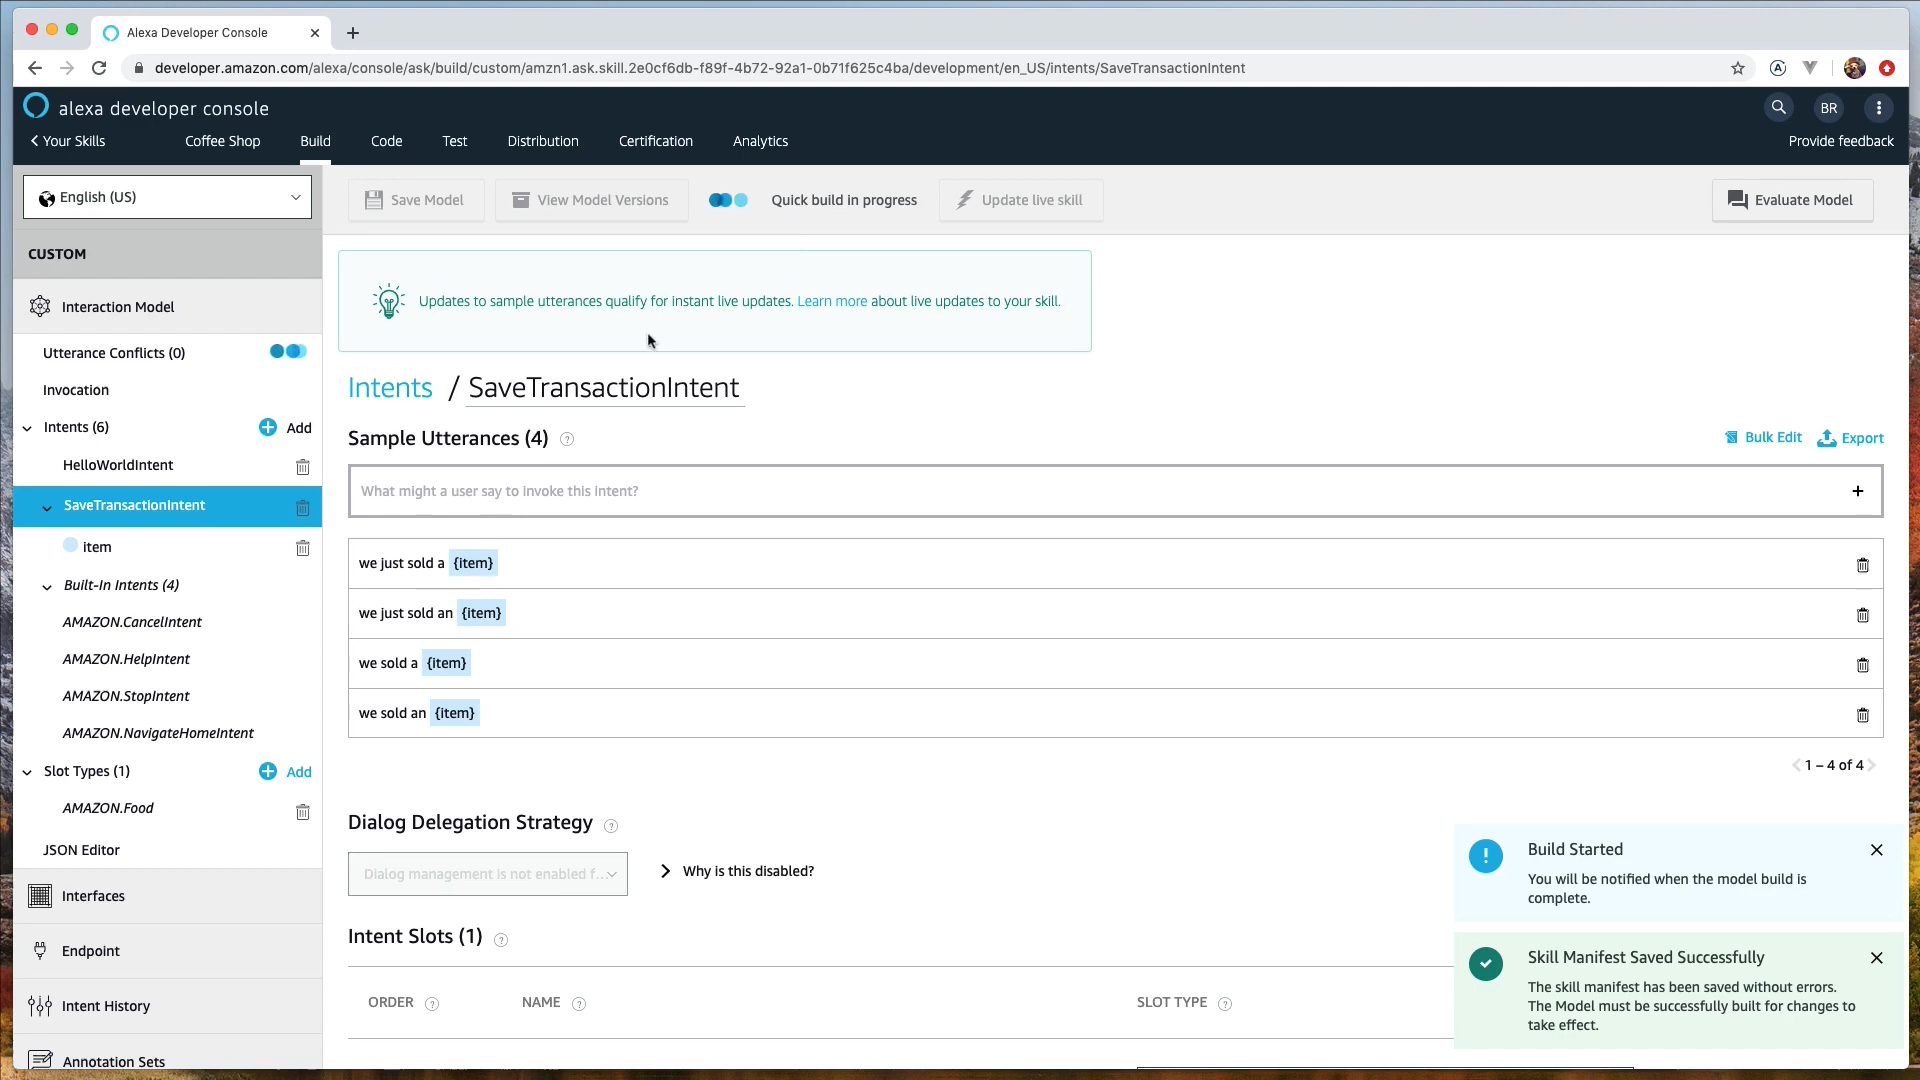 Alexa Developer Console
developer.amazon.com/alexa/console/ask/build/custom/amzn1.ask.skill.2e0cf6db-f89f-4b72-92a1-0b71f625c4ba/development/en_US/intents/SaveTransactionIntent
alexa developer console
BR
Your Skills
Coffee Shop
Build
Code
Test
Distribution
Certification
Analytics
Provide feedback
English (US)
Save Model
View Model Versions
Quick build in progress
Update live skill
Evaluate Model
CUSTOM
Interaction Model
Utterance Conflicts (0)
Invocation
Intents (6)
Add
HelloWorldIntent
SaveTransactionIntent
item
Built-In Intents (4)
AMAZON.CancelIntent
AMAZON.HelpIntent
AMAZON.StopIntent
AMAZON.NavigateHomeIntent
Slot Types (1)
Add
AMAZON.Food
JSON Editor
Interfaces
Endpoint
Intent History
Annotation Sets
Updates to sample utterances qualify for instant live updates. Learn more about live updates to your skill.
Intents / SaveTransactionIntent
Sample Utterances (4) ?
Bulk Edit
Export
What might a user say to invoke this intent?
we just sold a {item}
we just sold an {item}
we sold a {item}
we sold an {item}
1 – 4 of 4
Dialog Delegation Strategy ?
Dialog management is not enabled f...
Why is this disabled?
Intent Slots (1) ?
ORDER ?
NAME ?
SLOT TYPE ?
Build Started
You will be notified when the model build is
complete.
Skill Manifest Saved Successfully
The skill manifest has been saved without errors.
The Model must be successfully built for changes to
take effect.